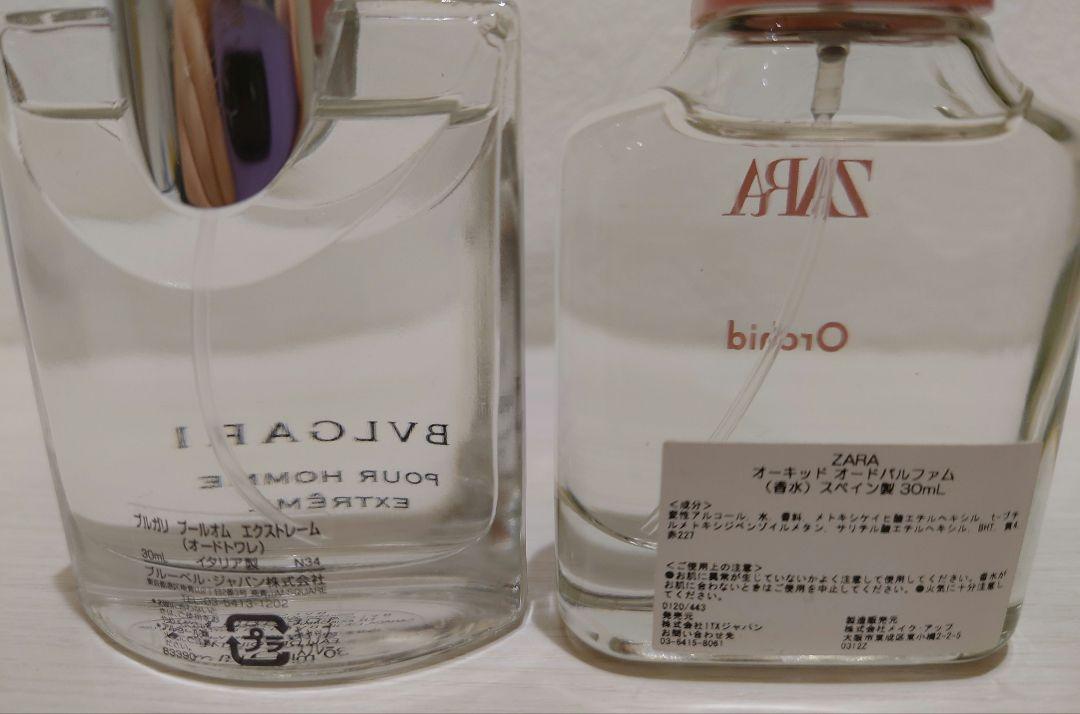 BVLGARI
POUR HOMME
EXTRÊME
ブルガリ プールオム エクストレーム
(オードトワレ)
30ml イタリア製 N34
ブルーベル・ジャパン株式会社
TEL:03-5413-1202
プラ
83390
ZARA
Orchid
ZARA
オーキッド オードパルファム
(香水) スペイン製 30mL
<成分>
変性アルコール、水、香料、メトキシケイヒ酸エチルヘキシル、t-ブチ
ルメトキシジベンゾイルメタン、サリチル酸エチルヘキシル、BHT、黄4、
赤227
<ご使用上の注意>
●お肌に異常が生じていないかよく注意して使用してください。香水が
お肌に合わないときはご使用を中止してください。●火気に十分注意し
てください。
0120/443
発売元
株式会社ITXジャパン
お問い合わせ先
03-6415-8061
製造販売元
株式会社メイク・アップ
大阪市東成区東小橋2-2-5
0312Z